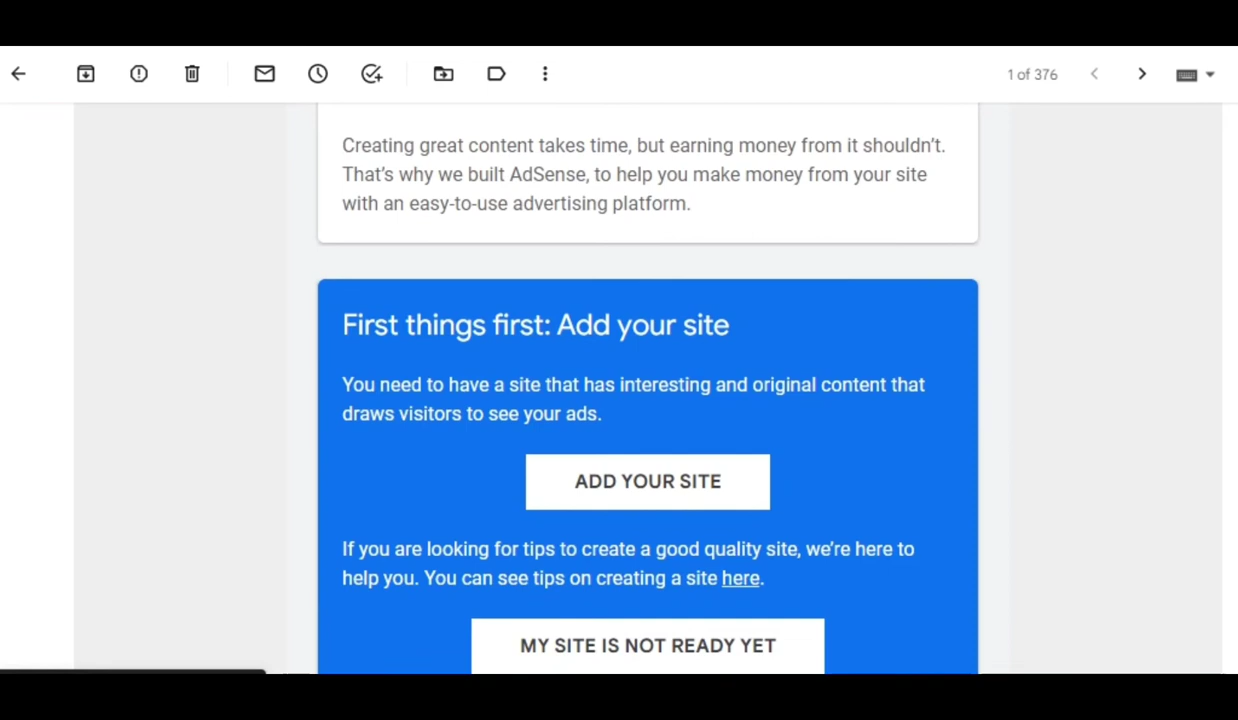 1 of 376
Creating great content takes time, but earning money from it shouldn't.
That's why we built AdSense, to help you make money from your site
with an easy-to-use advertising platform.
First things first: Add your site
You need to have a site that has interesting and original content that
draws visitors to see your ads.
ADD YOUR SITE
If you are looking for tips to create a good quality site, we're here to
help you. You can see tips on creating a site here.
MY SITE IS NOT READY YET